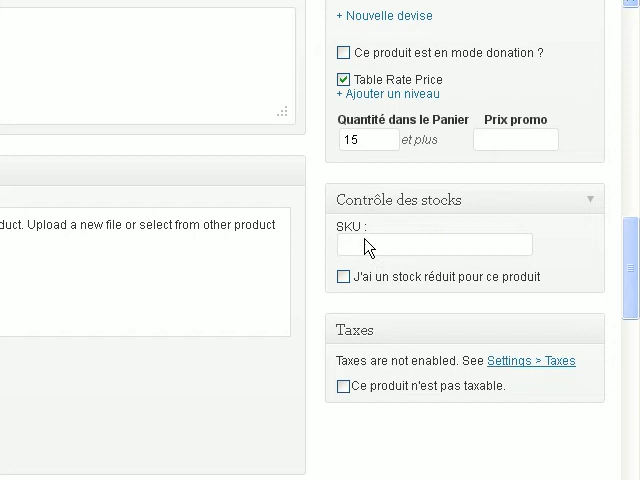 + Nouvelle devise
Ce produit est en mode donation ?
Table Rate Price
+ Ajouter un niveau
Quantité dans le Panier Prix promo
15 et plus
Contrôle des stocks
duct. Upload a new file or select from other product
SKU :
J'ai un stock réduit pour ce produit
Taxes
Taxes are not enabled. See Settings > Taxes
Ce produit n'est pas taxable.